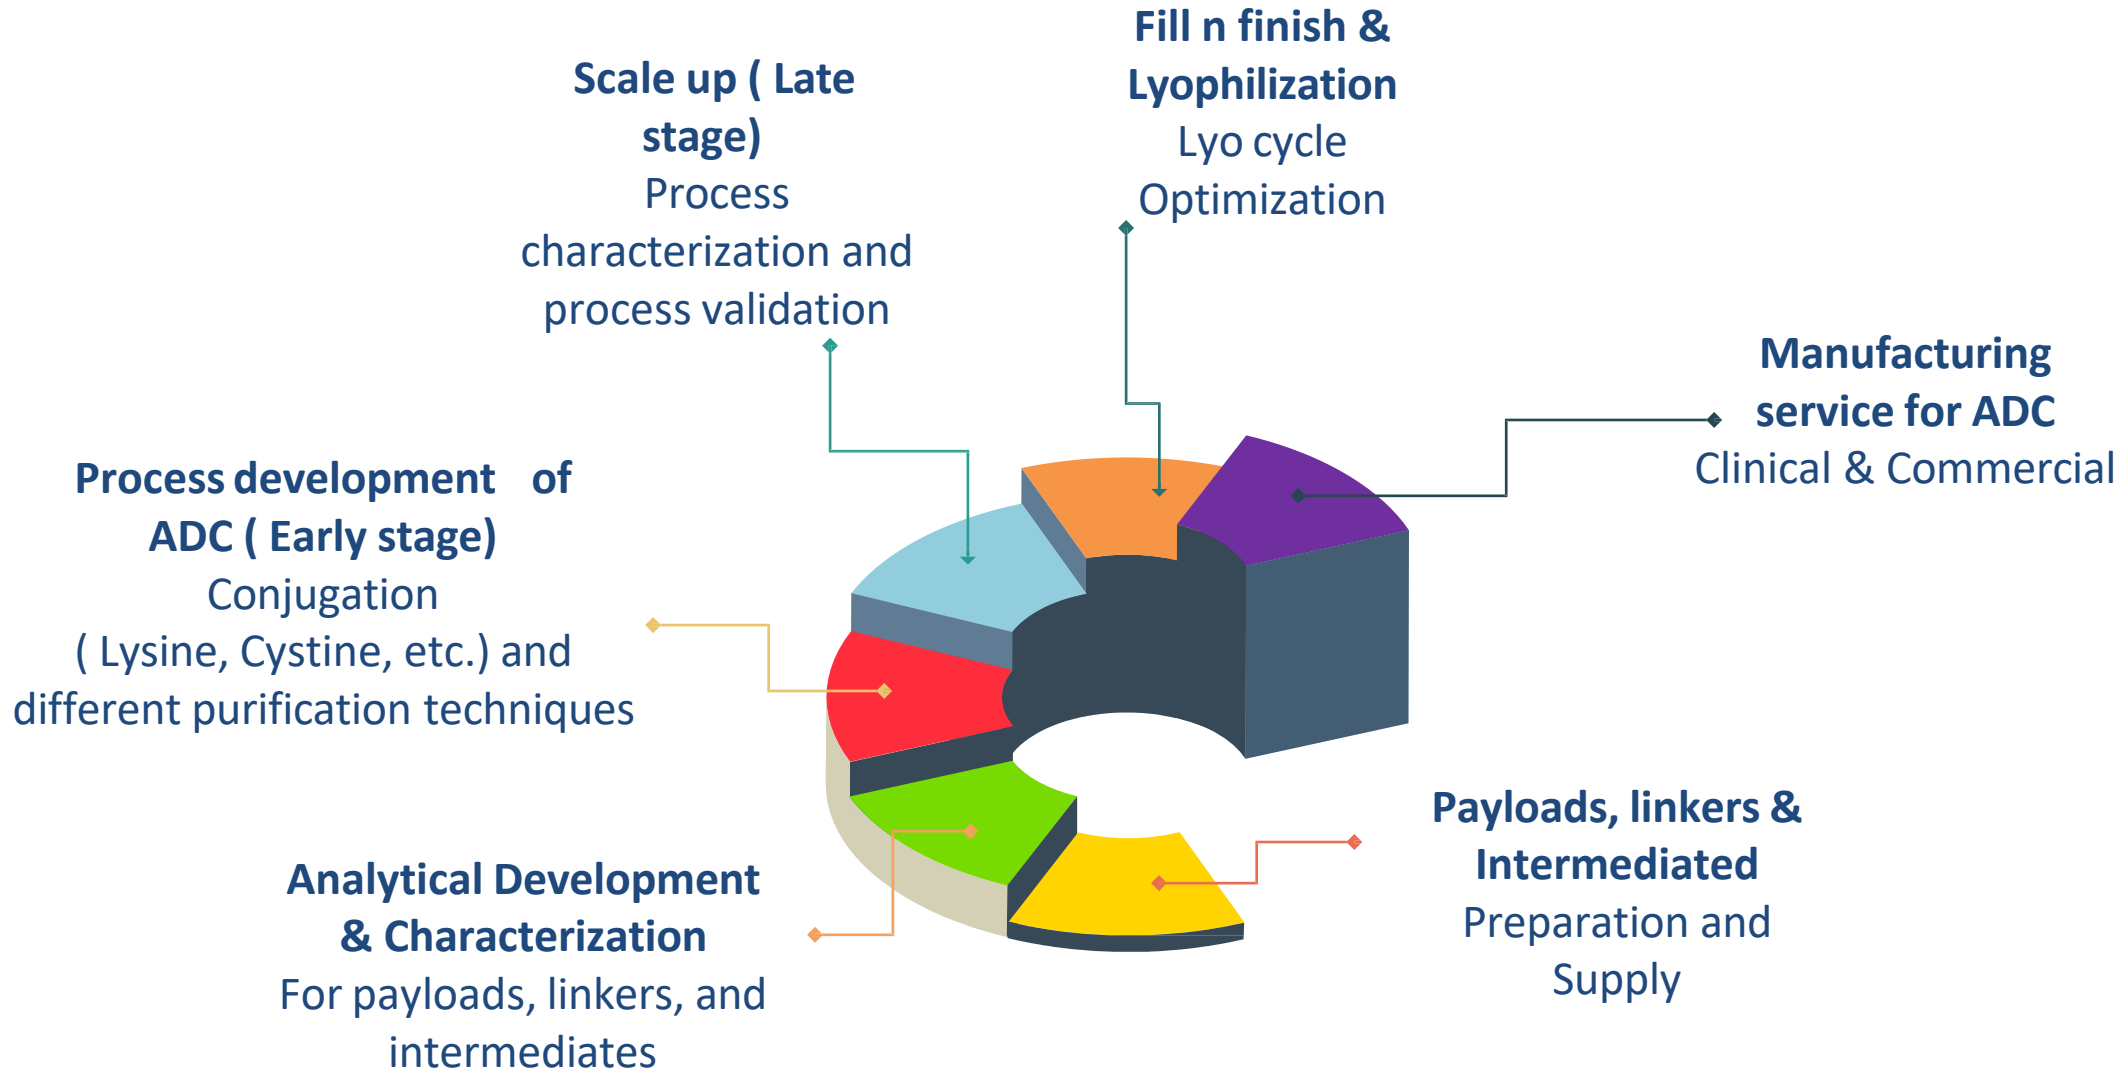 Fill n finish &
Lyophilization
Lyo cycle
Optimization
Scale up ( Late
stage)
Process
characterization and
process validation
Manufacturing
service for ADC
Clinical & Commercial
Process development of
ADC ( Early stage)
Conjugation
( Lysine, Cystine, etc.) and
different purification techniques
Payloads, linkers &
Intermediated
Preparation and
Supply
Analytical Development
& Characterization
For payloads, linkers, and
intermediates